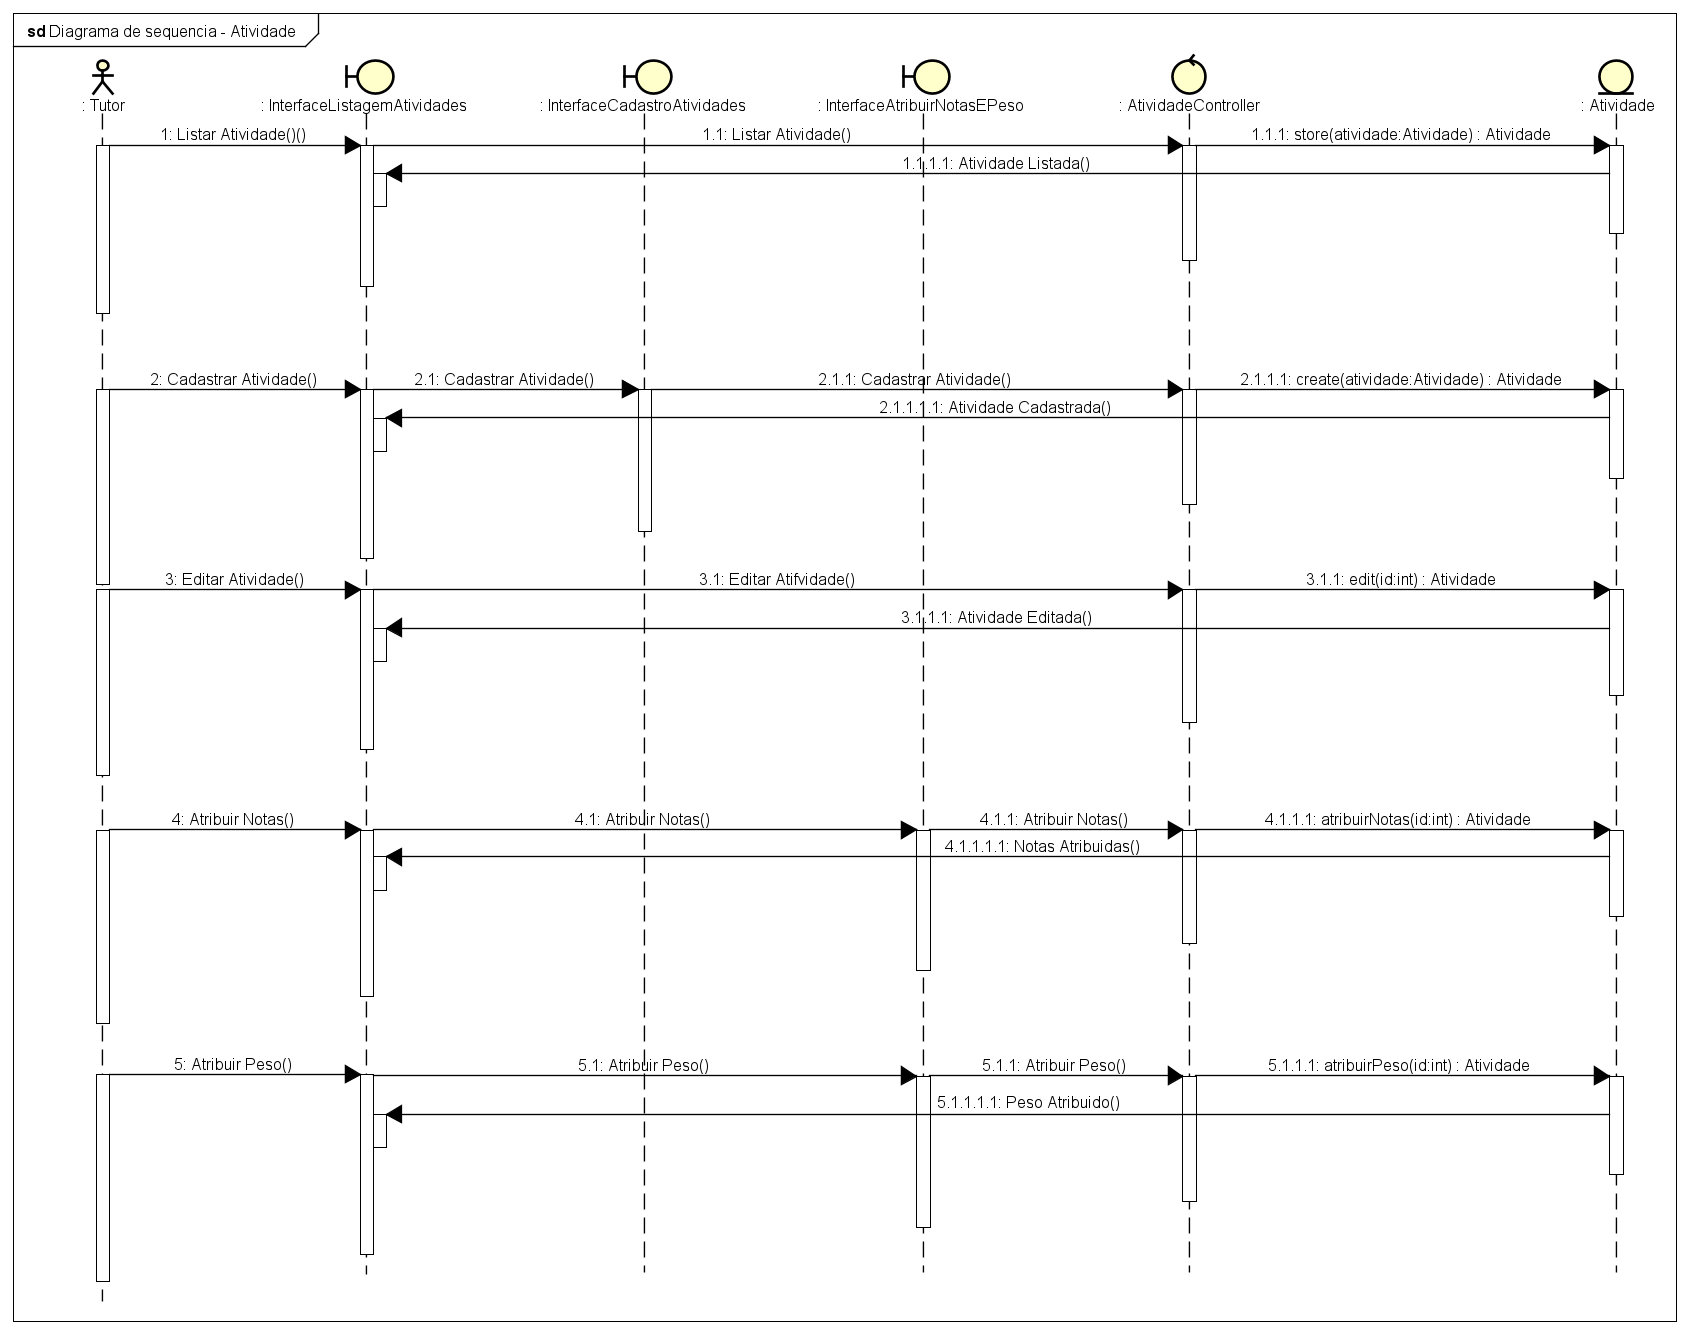 sd Diagrama de sequencia - Atividade
: Tutor
: InterfaceListagemAtividades
: InterfaceCadastroAtividades
: InterfaceAtribuirNotasEPeso
: AtividadeController
: Atividade
1: Listar Atividade()()
1.1: Listar Atividade()
1.1.1: store(atividade:Atividade) : Atividade
1.1.1.1: Atividade Listada()
2: Cadastrar Atividade()
2.1: Cadastrar Atividade()
2.1.1: Cadastrar Atividade()
2.1.1.1: create(atividade:Atividade) : Atividade
2.1.1.1.1: Atividade Cadastrada()
3: Editar Atividade()
3.1: Editar Atifvidade()
3.1.1: edit(id:int) : Atividade
3.1.1.1: Atividade Editada()
4: Atribuir Notas()
4.1: Atribuir Notas()
4.1.1: Atribuir Notas()
4.1.1.1: atribuirNotas(id:int) : Atividade
4.1.1.1.1: Notas Atribuidas()
5: Atribuir Peso()
5.1: Atribuir Peso()
5.1.1: Atribuir Peso()
5.1.1.1: atribuirPeso(id:int) : Atividade
5.1.1.1.1: Peso Atribuido()